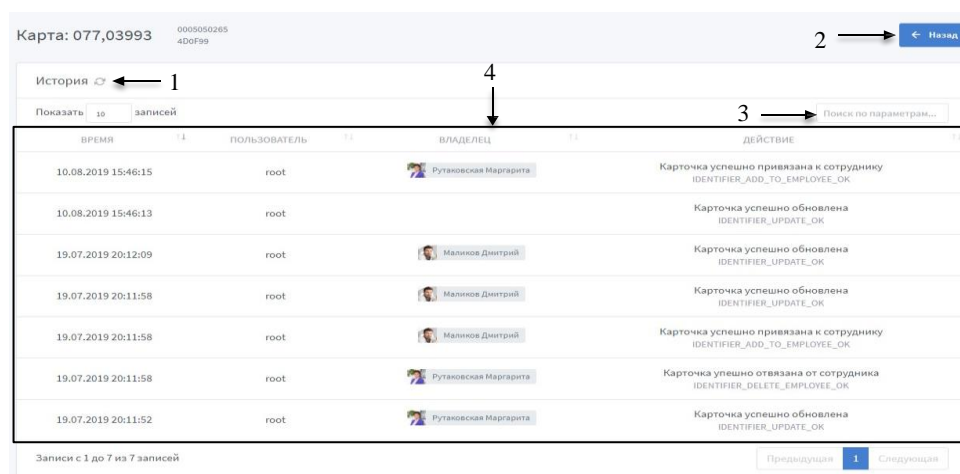 Карта: 077,03993 0005050265
4D0F99
2
← Назад
История 1
4
Показать 10 записей
3
Поиск по параметрам...
ВРЕМЯ ПОЛЬЗОВАТЕЛЬ ВЛАДЕЛЕЦ ДЕЙСТВИЕ
10.08.2019 15:46:15 root Рутаковская Маргарита Карточка успешно привязана к сотруднику
IDENTIFIER_ADD_TO_EMPLOYEE_OK
10.08.2019 15:46:13 root Карточка успешно обновлена
IDENTIFIER_UPDATE_OK
19.07.2019 20:12:09 root Маликов Дмитрий Карточка успешно обновлена
IDENTIFIER_UPDATE_OK
19.07.2019 20:11:58 root Маликов Дмитрий Карточка успешно обновлена
IDENTIFIER_UPDATE_OK
19.07.2019 20:11:58 root Маликов Дмитрий Карточка успешно привязана к сотруднику
IDENTIFIER_ADD_TO_EMPLOYEE_OK
19.07.2019 20:11:58 root Рутаковская Маргарита Карточка упешно отвязана от сотрудника
IDENTIFIER_DELETE_EMPLOYEE_OK
19.07.2019 20:11:52 root Рутаковская Маргарита Карточка успешно обновлена
IDENTIFIER_UPDATE_OK
Записи с 1 до 7 из 7 записей Предыдущая 1 Следующая